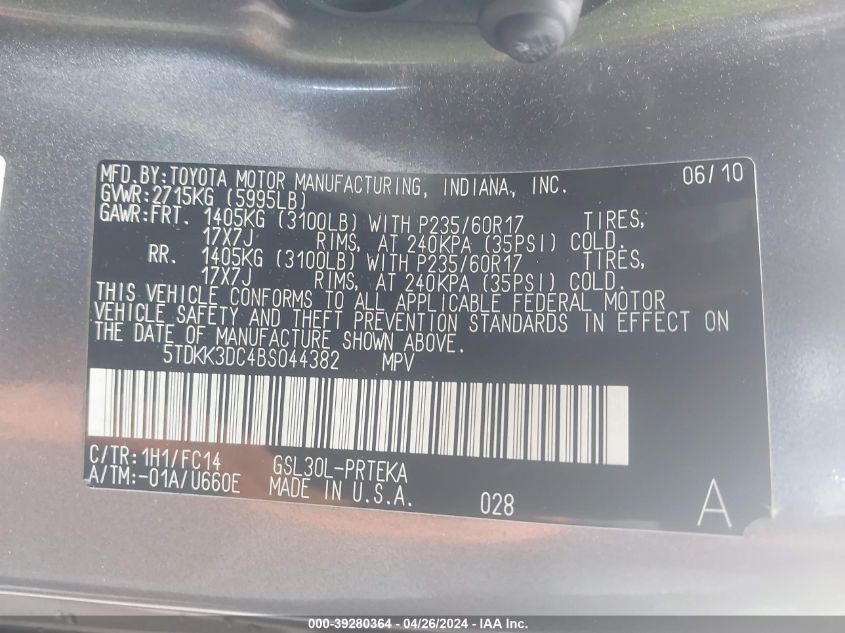 MFD.BY:TOYOTA MOTOR MANUFACTURING, INDIANA, INC. 06/10
GVWR:2715KG (5995LB)
GAWR:FRT. 1405KG (3100LB) WITH P235/60R17 TIRES,
17X7J RIMS, AT 240KPA (35PSI) COLD.
RR. 1405KG (3100LB) WITH P235/60R17 TIRES,
17X7J RIMS, AT 240KPA (35PSI) COLD.
THIS VEHICLE CONFORMS TO ALL APPLICABLE FEDERAL MOTOR
VEHICLE SAFETY AND THEFT PREVENTION STANDARDS IN EFFECT ON
THE DATE OF MANUFACTURE SHOWN ABOVE.
5TDKK3DC4BS044382 MPV
C/TR:1H1/FC14 GSL30L-PRTEKA
A/TM:-01A/U660E MADE IN U.S.A. 028 A
000-39280364 - 04/26/2024 - IAA Inc.